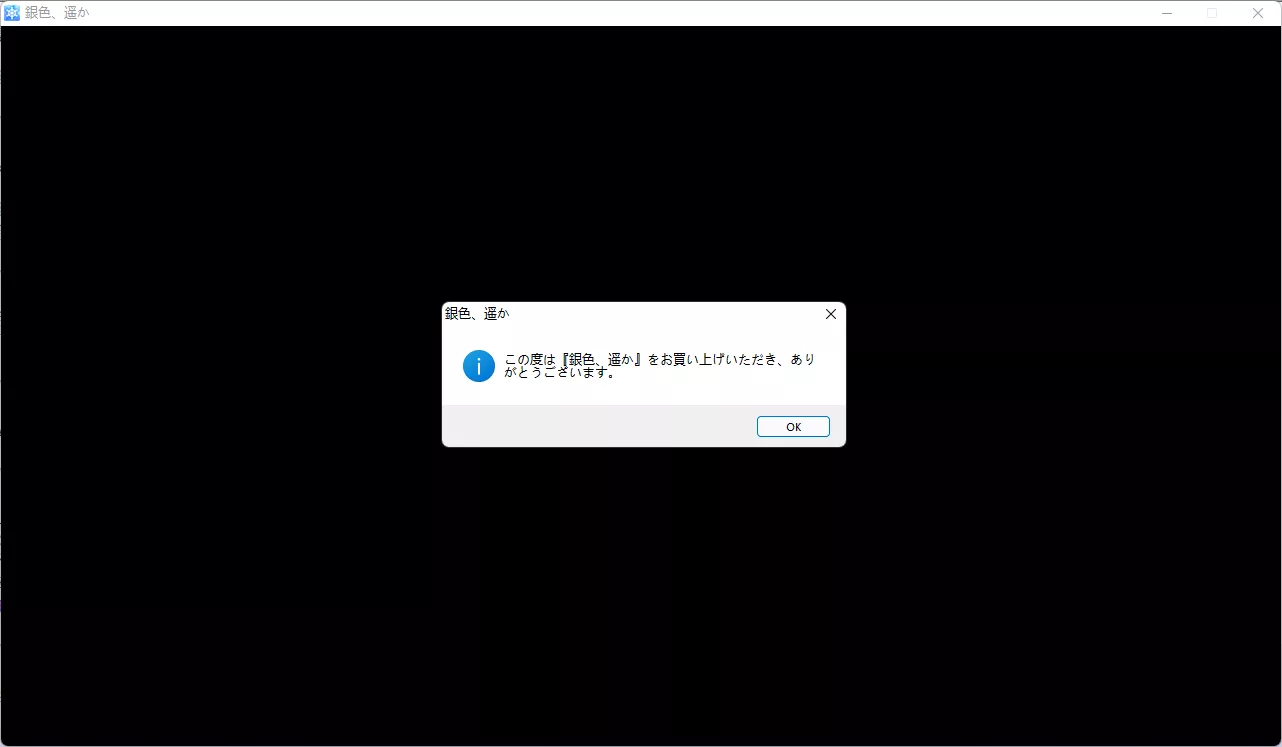 銀色、遥か
銀色、遥か
この度は『銀色、遥か』をお買い上げいただき、あり
がとうございます。
OK